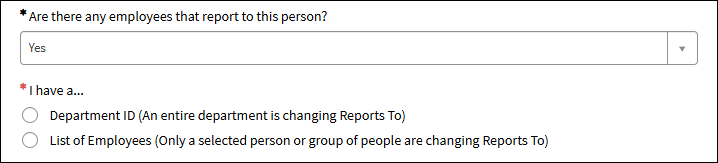 *Are there any employees that report to this person?
Yes
*I have a...
Department ID (An entire department is changing Reports To)
List of Employees (Only a selected person or group of people are changing Reports To)